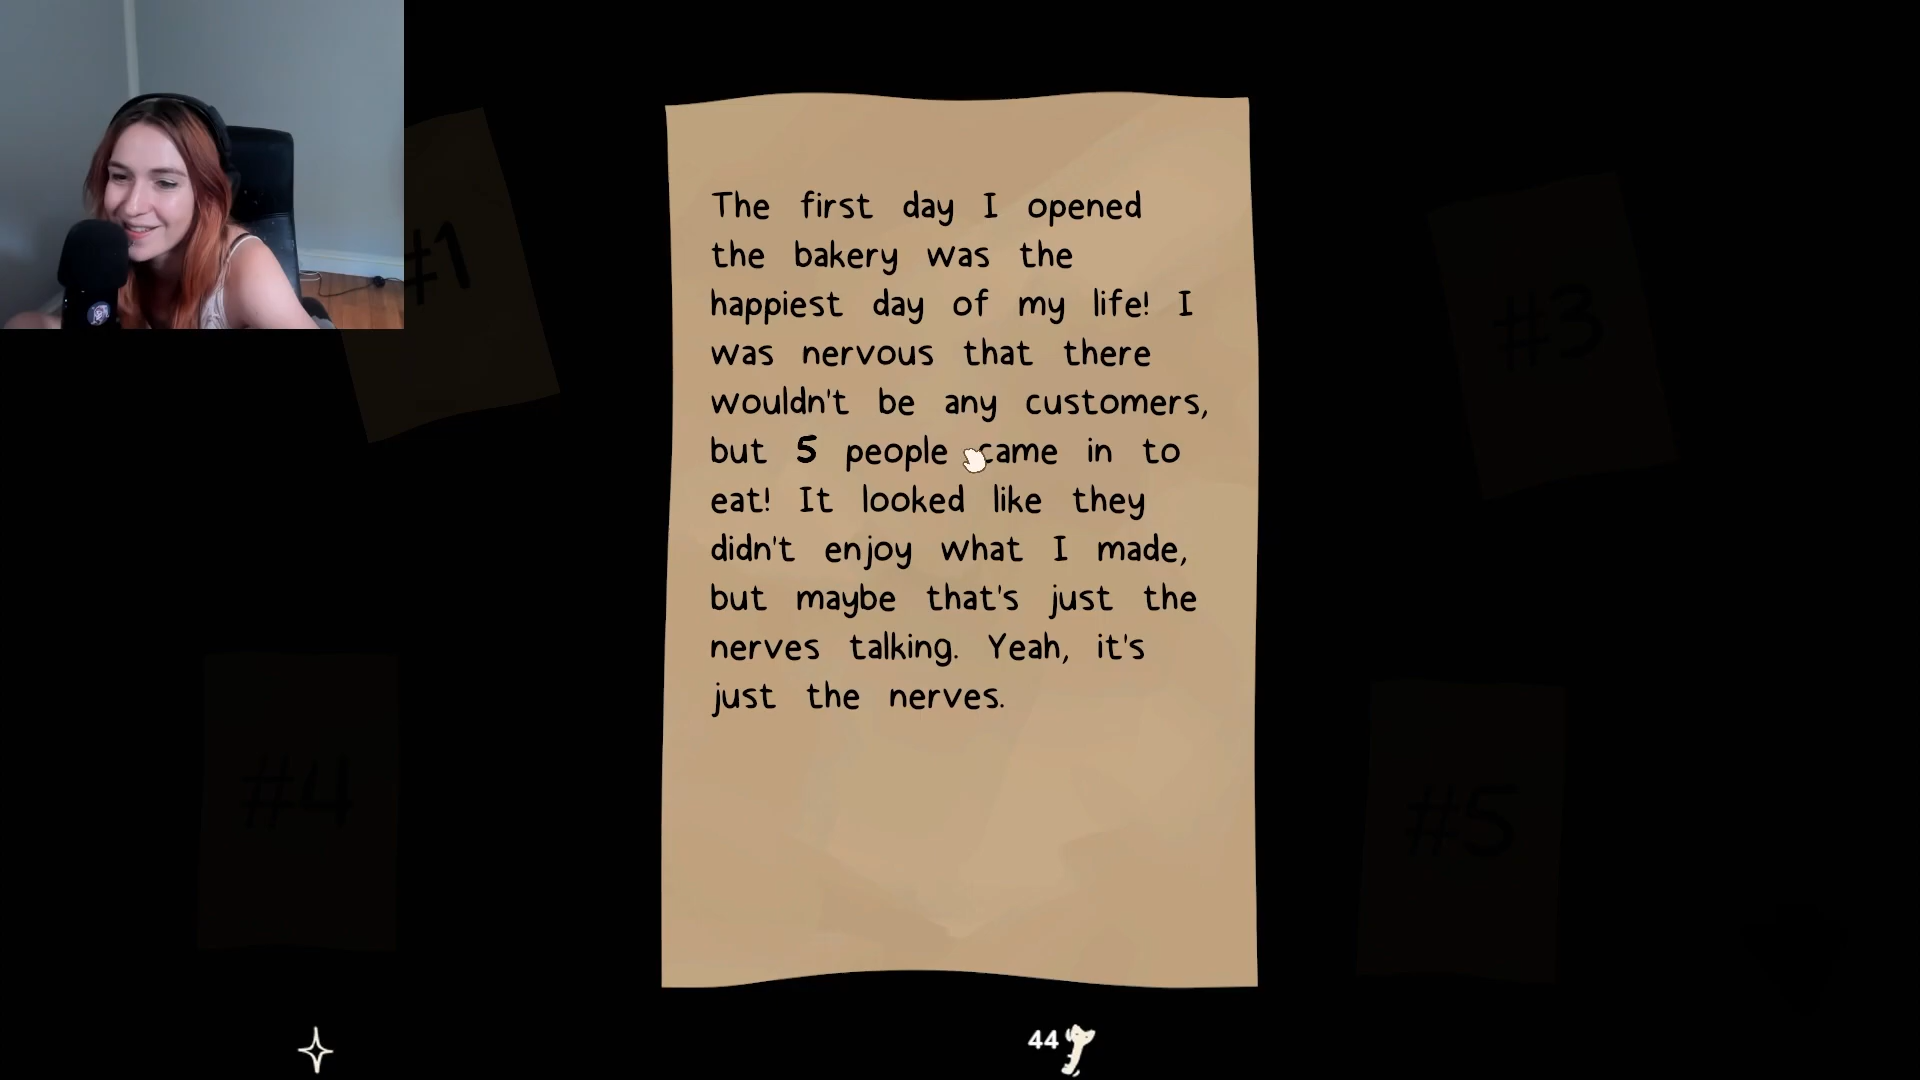 #1
The first day I opened
the bakery was the
happiest day of my life! I
was nervous that there
wouldn't be any customers,
but 5 people came in to
eat! It looked like they
didn't enjoy what I made,
but maybe that's just the
nerves talking. Yeah, it's
just the nerves.
#3
#4
#5
44